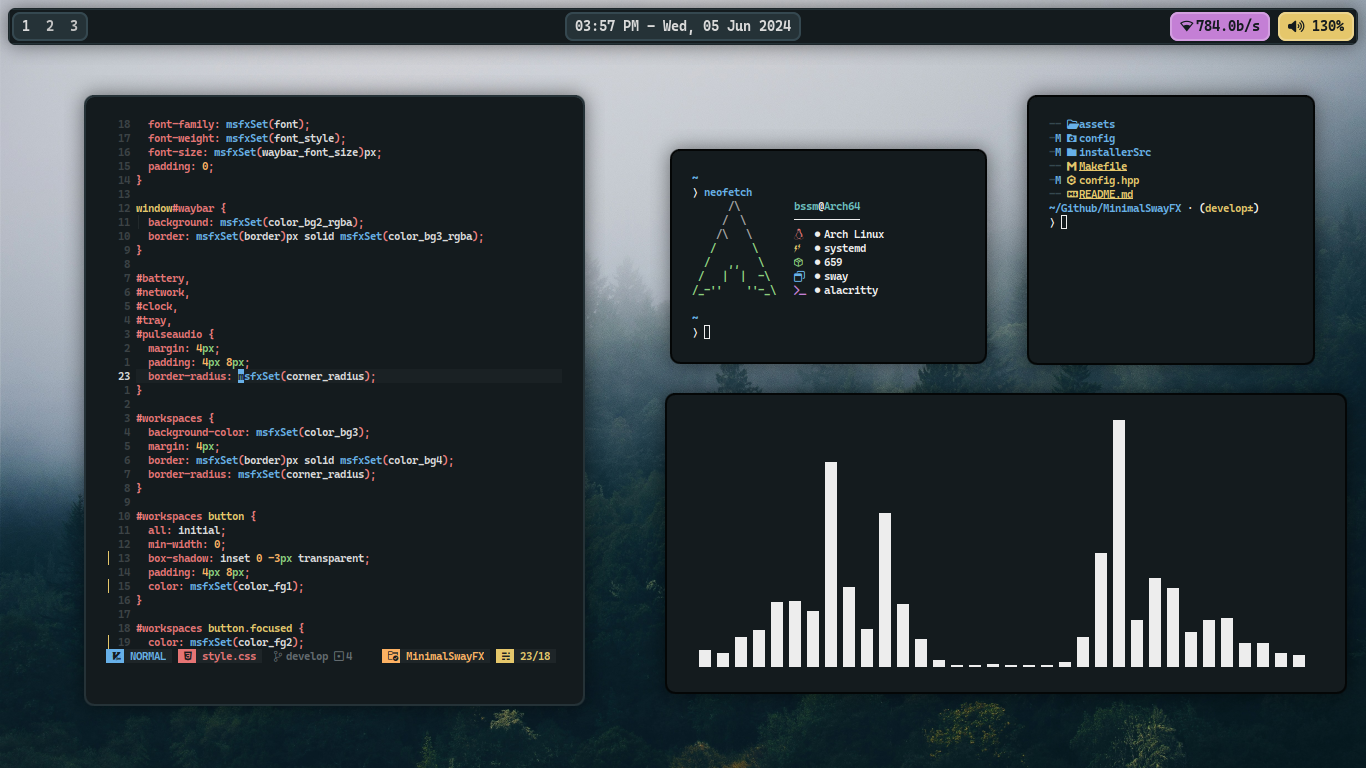 1 2 3
03:57 PM − Wed, 05 Jun 2024
784.0b/s
130%
18 font-family: msfxSet(font);
17 font-weight: msfxSet(font_style);
16 font-size: msfxSet(waybar_font_size)px;
15 padding: 0;
14 }
13
12 window#waybar {
11 background: msfxSet(color_bg2_rgba);
10 border: msfxSet(border)px solid msfxSet(color_bg3_rgba);
9 }
8
7 #battery,
6 #network,
5 #clock,
4 #tray,
3 #pulseaudio {
2 margin: 4px;
1 padding: 4px 8px;
23 border-radius: msfxSet(corner_radius);
1 }
2
3 #workspaces {
4 background-color: msfxSet(color_bg3);
5 margin: 4px;
6 border: msfxSet(border)px solid msfxSet(color_bg4);
7 border-radius: msfxSet(corner_radius);
8 }
9
10 #workspaces button {
11 all: initial;
12 min-width: 0;
13 box-shadow: inset 0 -3px transparent;
14 padding: 4px 8px;
15 color: msfxSet(color_fg1);
16 }
17
18 #workspaces button.focused {
19 color: msfxSet(color_fg2);
NORMAL style.css develop 4 MinimalSwayFX 23/18
~
❯ neofetch
/\
/ \
/\ \
/ \
/ ,, \
/ | | -\
/_-'' ''-_\
bssm@Arch64
● Arch Linux
● systemd
● 659
● sway
● alacritty
~
❯
── assets
─M config
─M installerSrc
── Makefile
─M config.hpp
── README.md
~/Github/MinimalSwayFX · (develop±)
❯